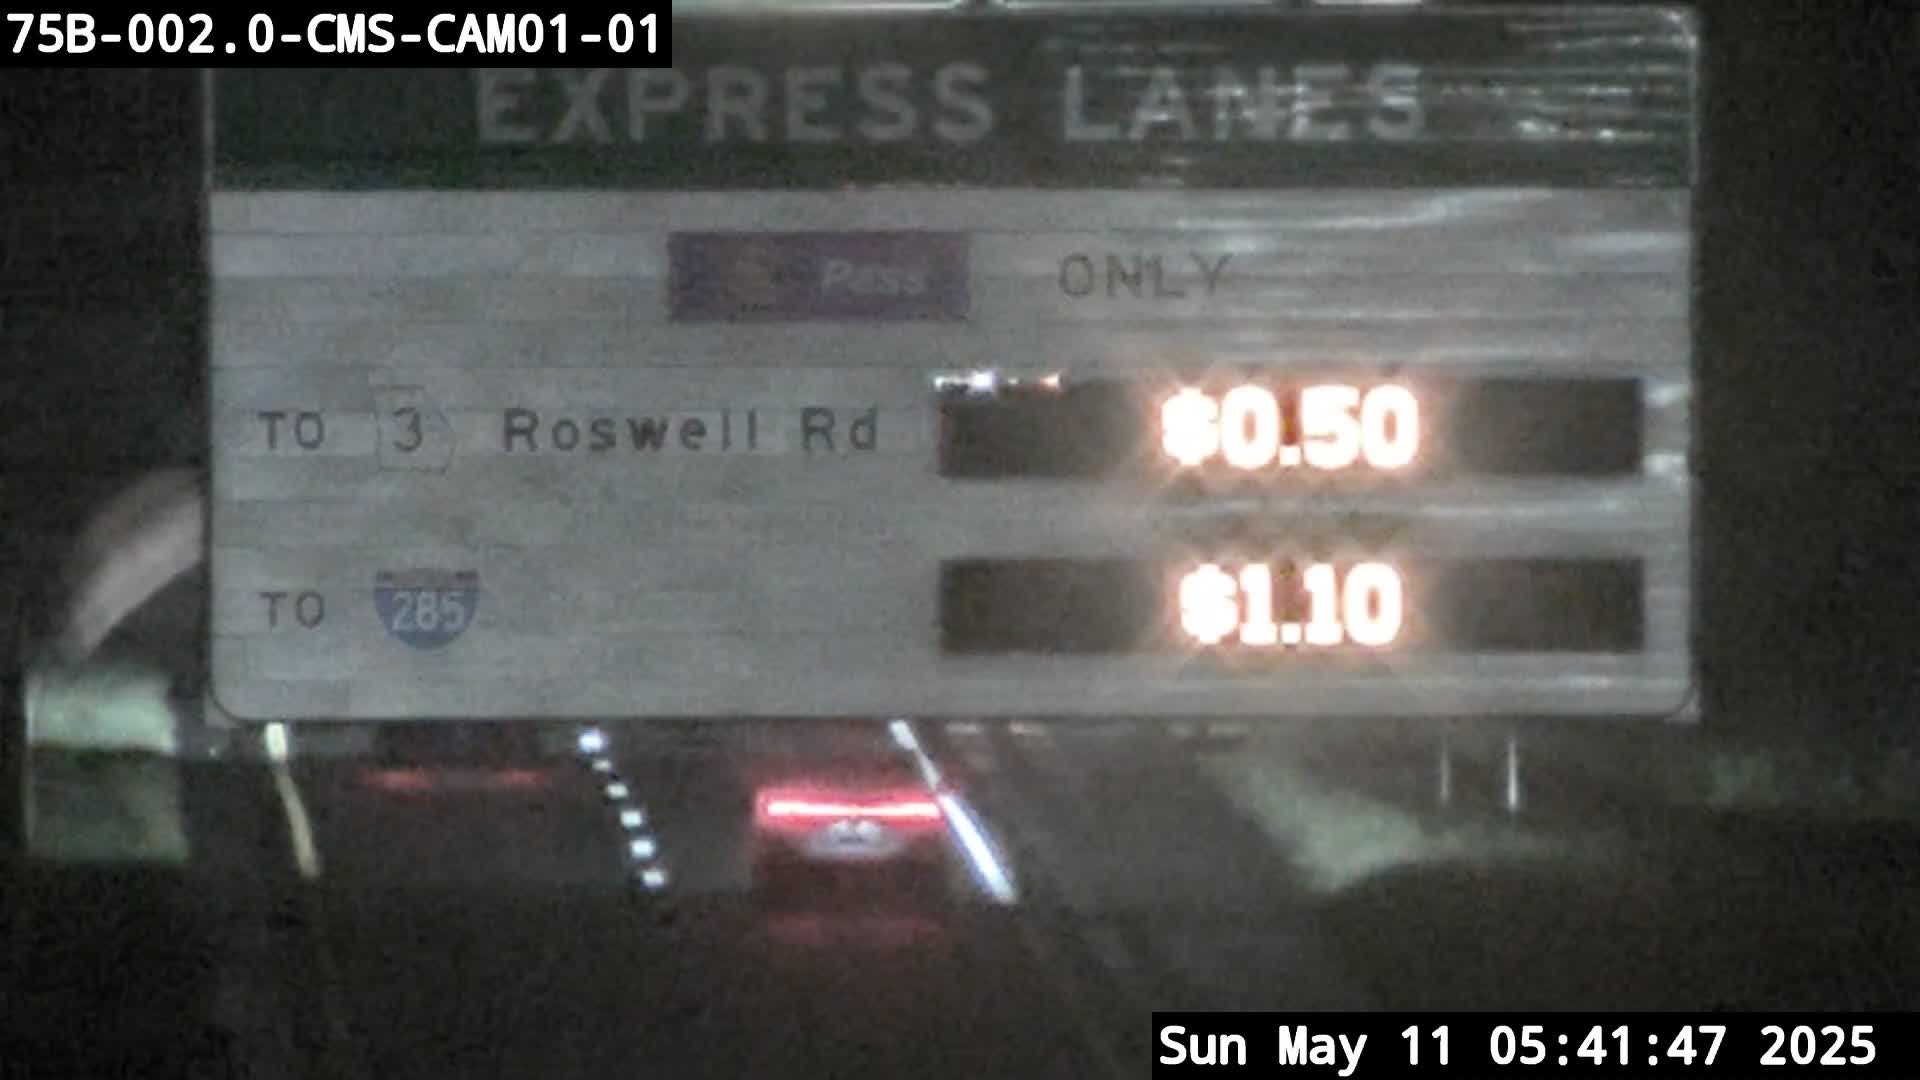 75B-002.0-CMS-CAM01-01
EXPRESS LANES
Pass ONLY
TO 3 Roswell Rd $0.50
TO 285 $1.10
Sun May 11 05:41:47 2025